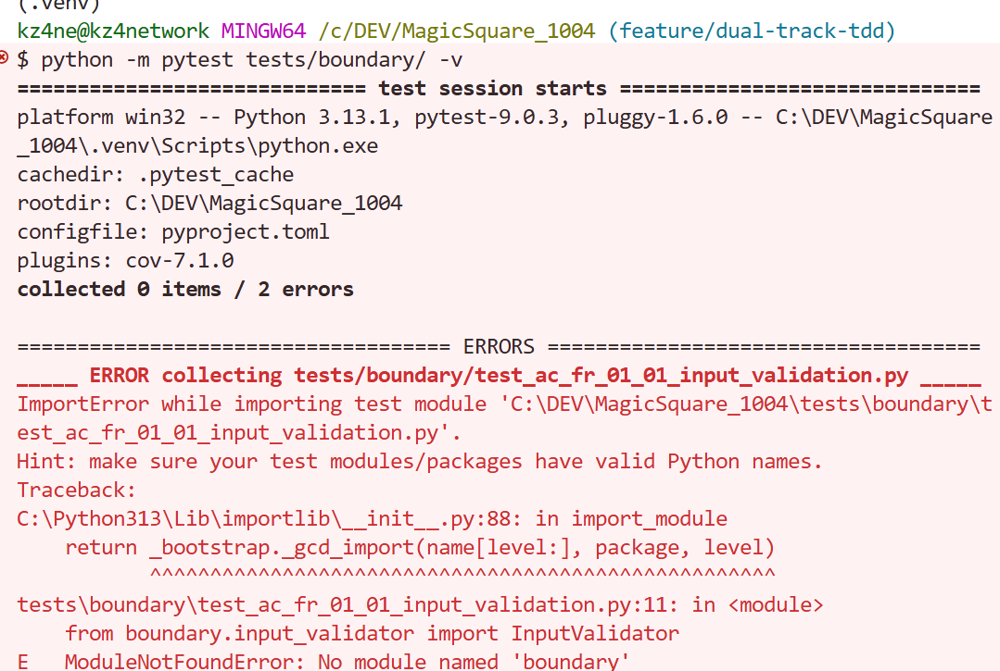 (.venv)
kz4ne@kz4network MINGW64 /c/DEV/MagicSquare_1004 (feature/dual-track-tdd)
$ python -m pytest tests/boundary/ -v
============================= test session starts ==============================
platform win32 -- Python 3.13.1, pytest-9.0.3, pluggy-1.6.0 -- C:\DEV\MagicSquare
_1004\.venv\Scripts\python.exe
cachedir: .pytest_cache
rootdir: C:\DEV\MagicSquare_1004
configfile: pyproject.toml
plugins: cov-7.1.0
collected 0 items / 2 errors
==================================== ERRORS ====================================
_____ ERROR collecting tests/boundary/test_ac_fr_01_01_input_validation.py _____
ImportError while importing test module 'C:\DEV\MagicSquare_1004\tests\boundary\t
est_ac_fr_01_01_input_validation.py'.
Hint: make sure your test modules/packages have valid Python names.
Traceback:
C:\Python313\Lib\importlib\__init__.py:88: in import_module
    return _bootstrap._gcd_import(name[level:], package, level)
           ^^^^^^^^^^^^^^^^^^^^^^^^^^^^^^^^^^^^^^^^^^^^^^^^^^^^
tests\boundary\test_ac_fr_01_01_input_validation.py:11: in <module>
    from boundary.input_validator import InputValidator
E   ModuleNotFoundError: No module named 'boundary'